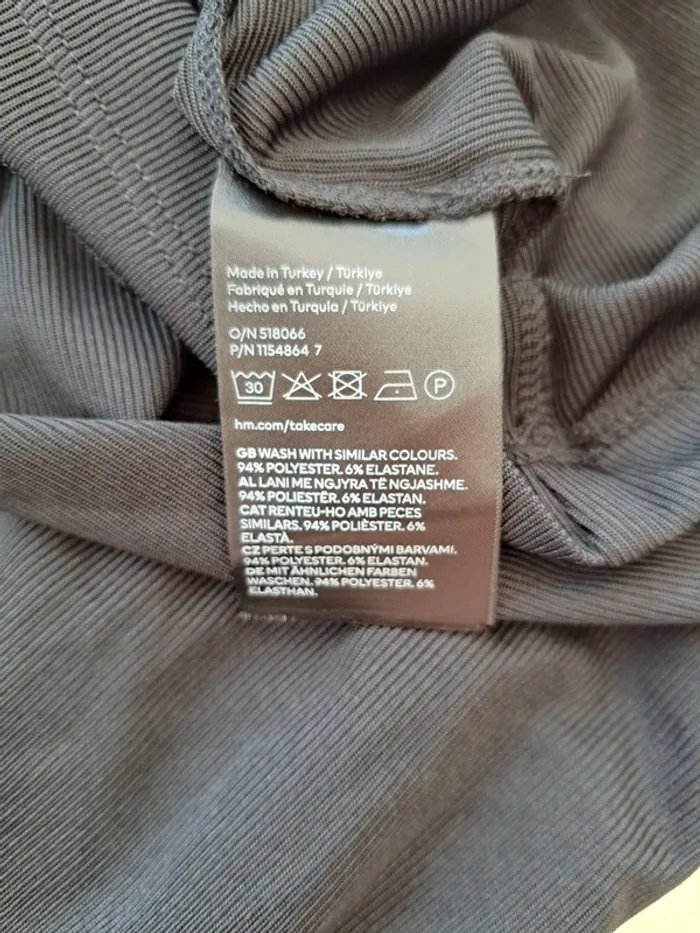 Made in Turkey / Türkiye
Fabriqué en Turquie / Türkiye
Hecho en Turquía / Türkiye
O/N 518066
P/N 1154864 7
30 P
hm.com/takecare
GB WASH WITH SIMILAR COLOURS.
94% POLYESTER. 6% ELASTANE.
AL LANI ME NGJYRA TË NGJASHME.
94% POLIESTËR. 6% ELASTAN.
CAT RENTEU-HO AMB PECES
SIMILARS. 94% POLIÈSTER. 6%
ELASTÀ.
CZ PERTE S PODOBNÝMI BARVAMI.
94% POLYESTER. 6% ELASTAN.
DE MIT ÄHNLICHEN FARBEN
WASCHEN. 94% POLYESTER. 6%
ELASTHAN.